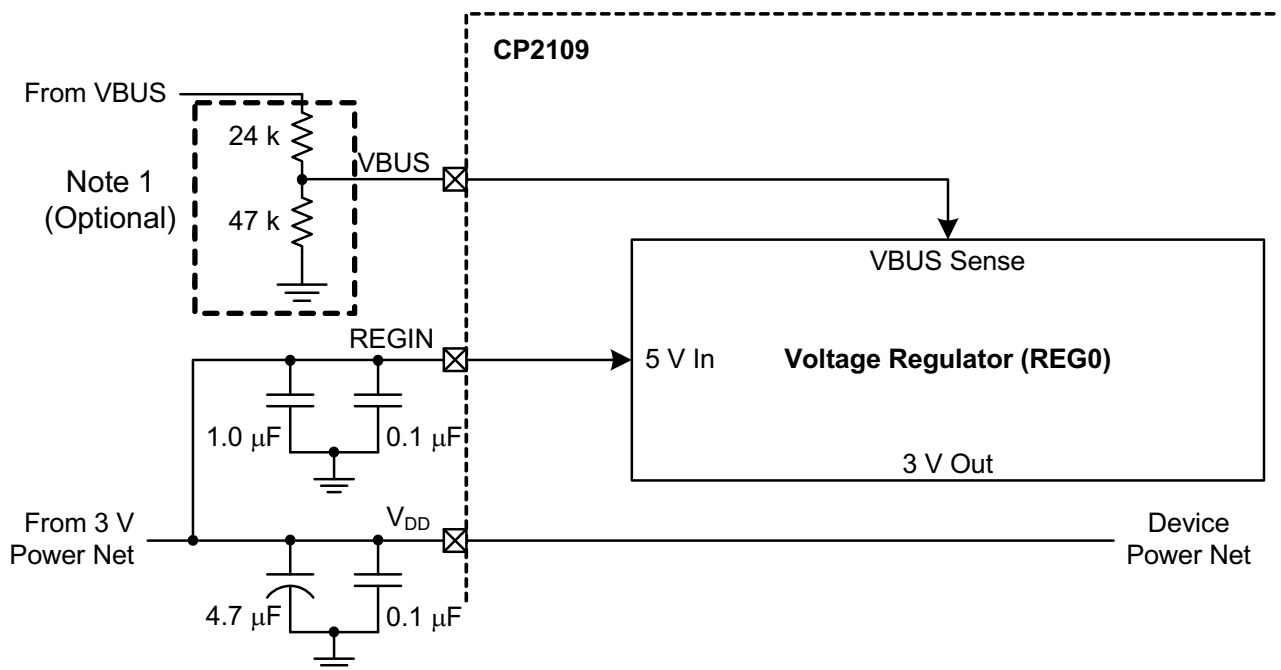 CP2109
From VBUS
24 k
VBUS
Note 1
(Optional)
47 k
VBUS Sense
REGIN
5 V In
Voltage Regulator (REG0)
1.0 μF
0.1 μF
3 V Out
From 3 V
Power Net
VDD
Device
Power Net
4.7 μF
0.1 μF